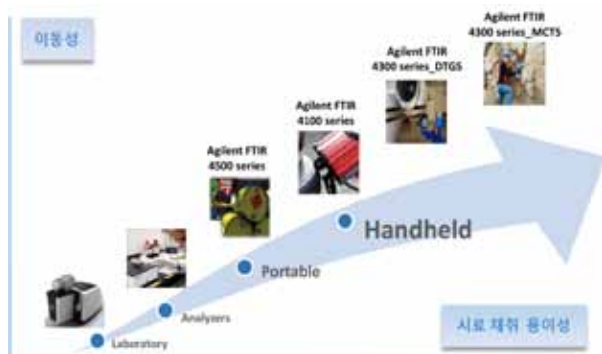 이동성
Agilent FTIR
4300 series_MCTS
Agilent FTIR
4300 series_DTGS
Agilent FTIR
4100 series
Agilent FTIR
4500 series
Handheld
Portable
Analyzers
Laboratory
시료 채취 용이성